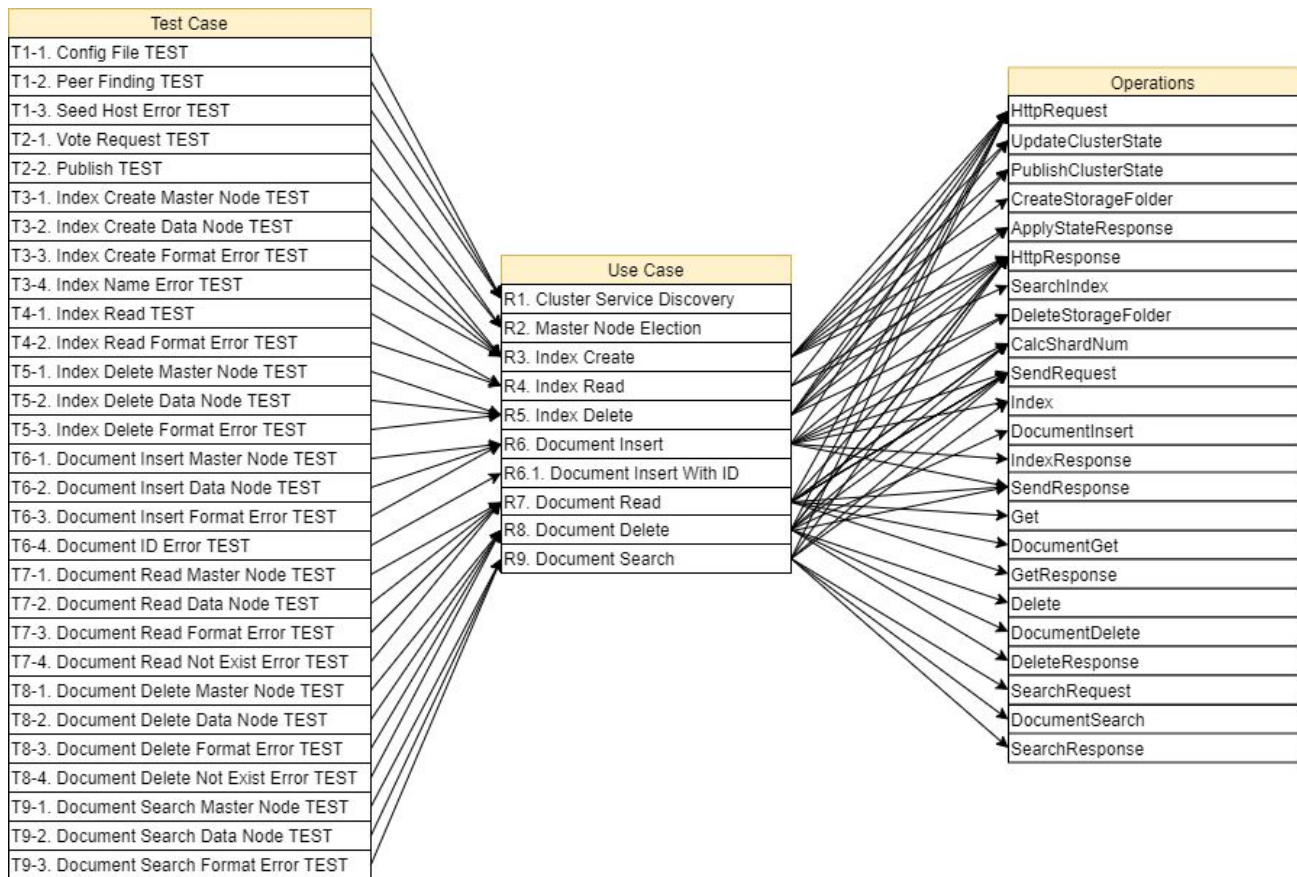 Test Case
T1-1. Config File TEST
T1-2. Peer Finding TEST
T1-3. Seed Host Error TEST
T2-1. Vote Request TEST
T2-2. Publish TEST
T3-1. Index Create Master Node TEST
T3-2. Index Create Data Node TEST
T3-3. Index Create Format Error TEST
T3-4. Index Name Error TEST
T4-1. Index Read TEST
T4-2. Index Read Format Error TEST
T5-1. Index Delete Master Node TEST
T5-2. Index Delete Data Node TEST
T5-3. Index Delete Format Error TEST
T6-1. Document Insert Master Node TEST
T6-2. Document Insert Data Node TEST
T6-3. Document Insert Format Error TEST
T6-4. Document ID Error TEST
T7-1. Document Read Master Node TEST
T7-2. Document Read Data Node TEST
T7-3. Document Read Format Error TEST
T7-4. Document Read Not Exist Error TEST
T8-1. Document Delete Master Node TEST
T8-2. Document Delete Data Node TEST
T8-3. Document Delete Format Error TEST
T8-4. Document Delete Not Exist Error TEST
T9-1. Document Search Master Node TEST
T9-2. Document Search Data Node TEST
T9-3. Document Search Format Error TEST
Use Case
R1. Cluster Service Discovery
R2. Master Node Election
R3. Index Create
R4. Index Read
R5. Index Delete
R6. Document Insert
R6.1. Document Insert With ID
R7. Document Read
R8. Document Delete
R9. Document Search
Operations
HttpRequest
UpdateClusterState
PublishClusterState
CreateStorageFolder
ApplyStateResponse
HttpResponse
SearchIndex
DeleteStorageFolder
CalcShardNum
SendRequest
Index
DocumentInsert
IndexResponse
SendResponse
Get
DocumentGet
GetResponse
Delete
DocumentDelete
DeleteResponse
SearchRequest
DocumentSearch
SearchResponse